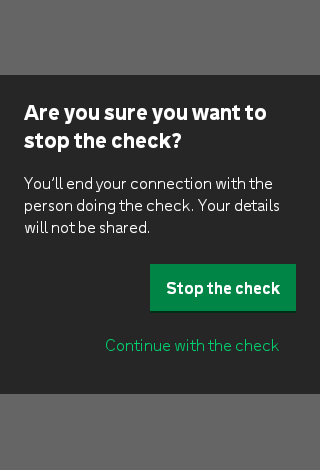 Are you sure you want to
stop the check?
You’ll end your connection with the
person doing the check. Your details
will not be shared.
Stop the check
Continue with the check